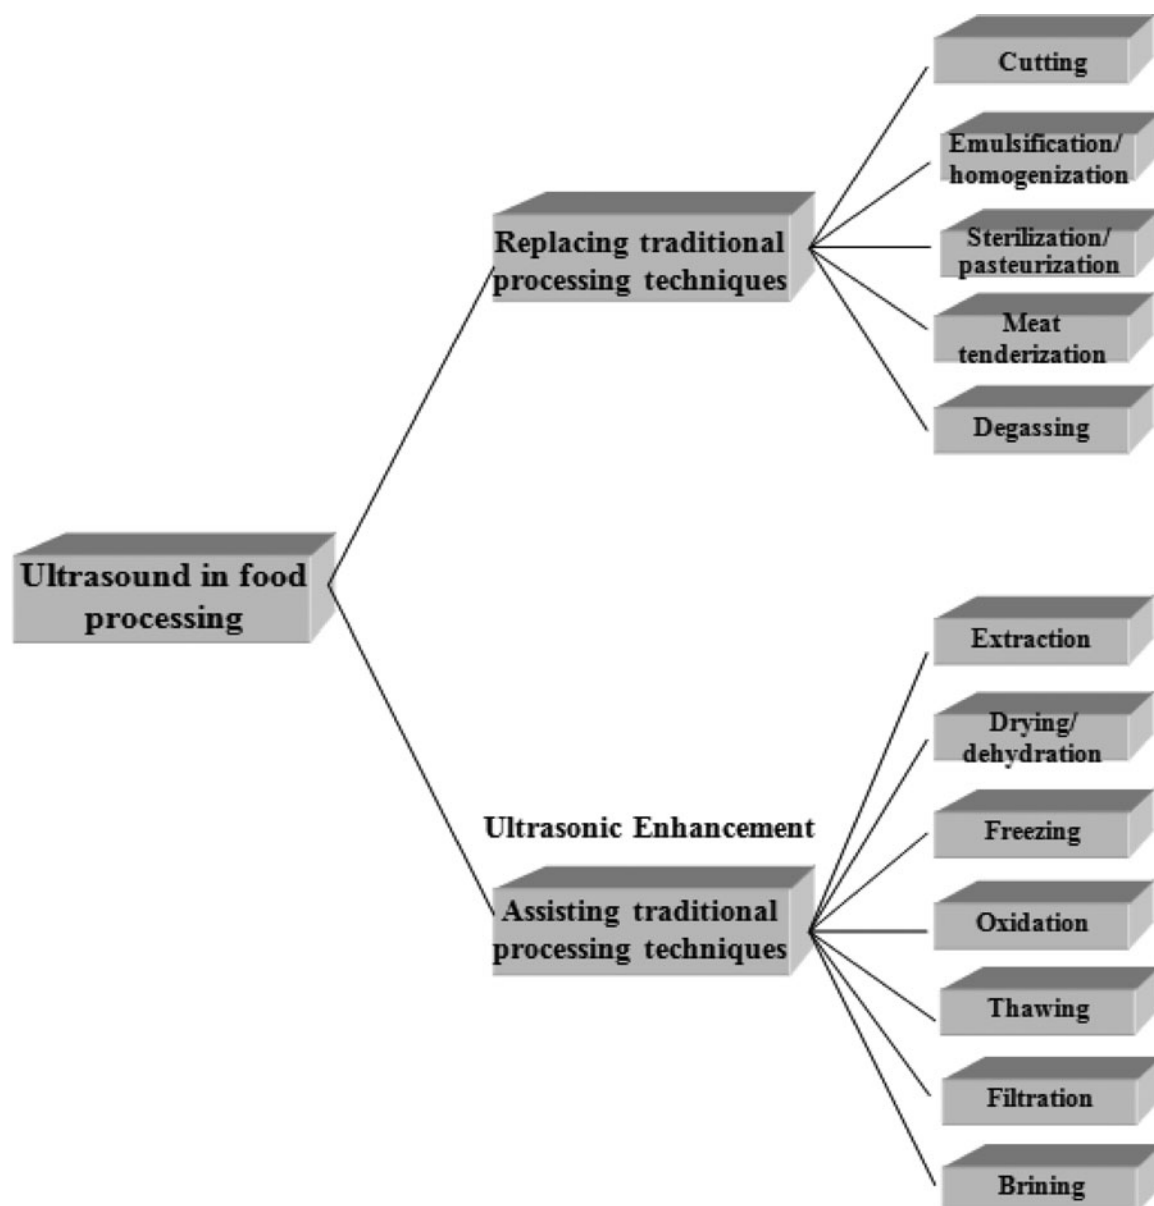 Cutting
Emulsification/
homogenization
Replacing traditional
processing techniques
Sterilization/
pasteurization
Meat
tenderization
Degassing
Ultrasound in food
processing
Extraction
Drying/
dehydration
Ultrasonic Enhancement
Assisting traditional
processing techniques
Freezing
Oxidation
Thawing
Filtration
Brining